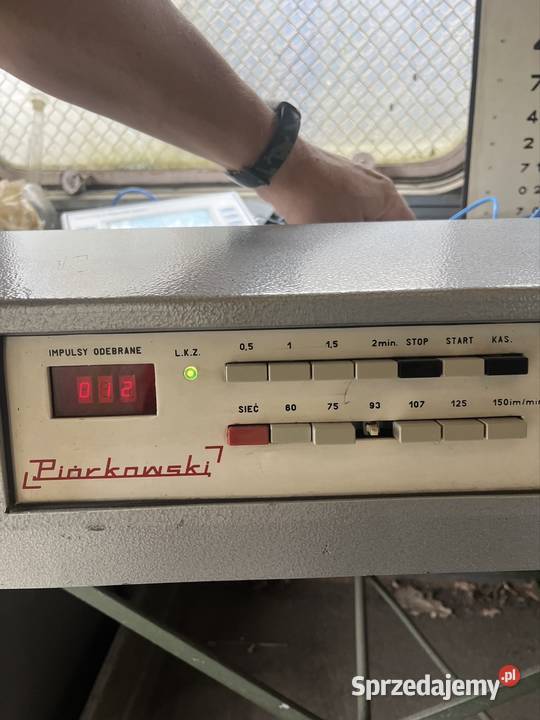 IMPULSY ODEBRANE
L.K.Z.
0,5 1 1,5 2min. STOP START KAS.
012
SIEĆ 60 75 93 107 125 150im/min
Piórkowski
Sprzedajemy.pl